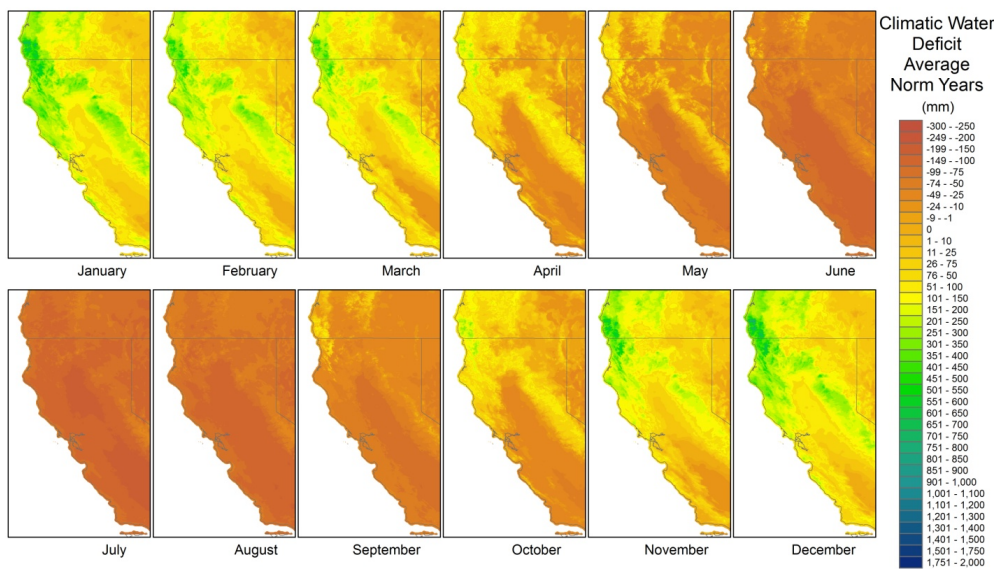 Climatic Water
Deficit
Average
Norm Years
(mm)
-300 - -250
-249 - -200
-199 - -150
-149 - -100
-99 - -75
-74 - -50
-49 - -25
-24 - -10
-9 - -1
0
1 - 10
11 - 25
26 - 75
76 - 50
51 - 100
101 - 150
151 - 200
201 - 250
251 - 300
301 - 350
351 - 400
401 - 450
451 - 500
501 - 550
551 - 600
601 - 650
651 - 700
701 - 750
751 - 800
801 - 850
851 - 900
901 - 1,000
1,001 - 1,100
1,101 - 1,200
1,201 - 1,300
1,301 - 1,400
1,401 - 1,500
1,501 - 1,750
1,751 - 2,000
January
February
March
April
May
June
July
August
September
October
November
December